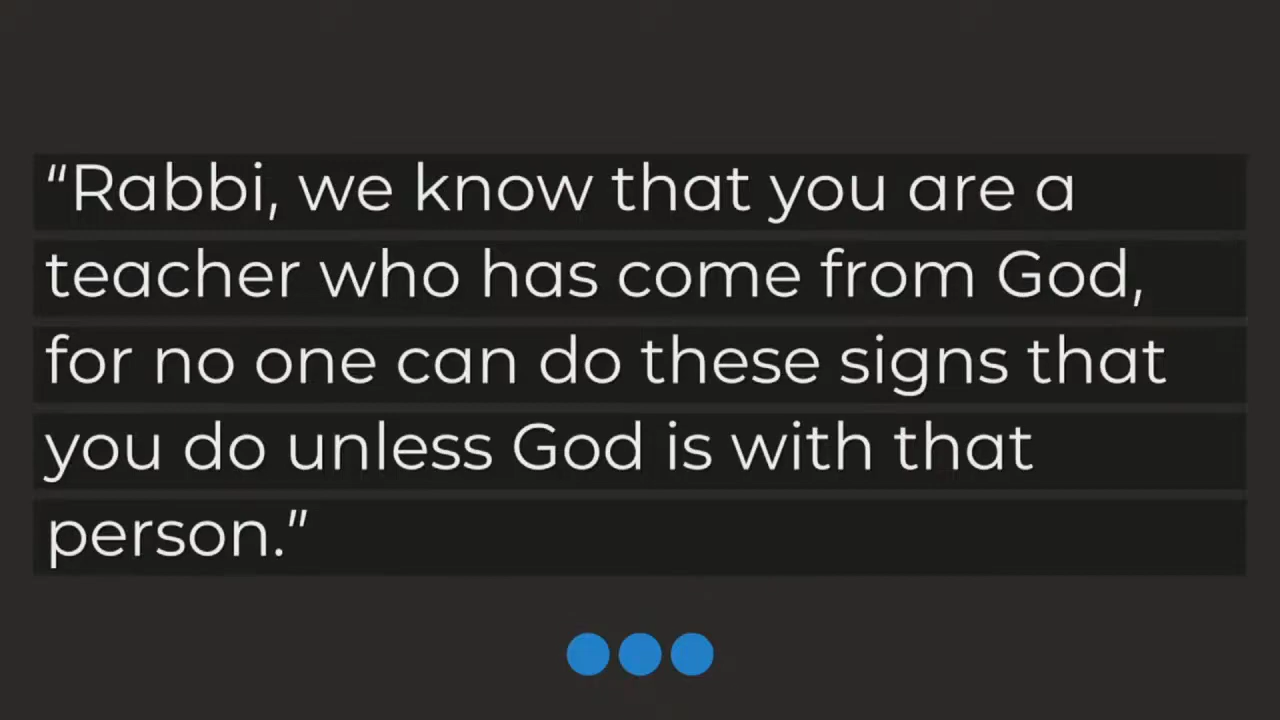 “Rabbi, we know that you are a
teacher who has come from God,
for no one can do these signs that
you do unless God is with that
person.”